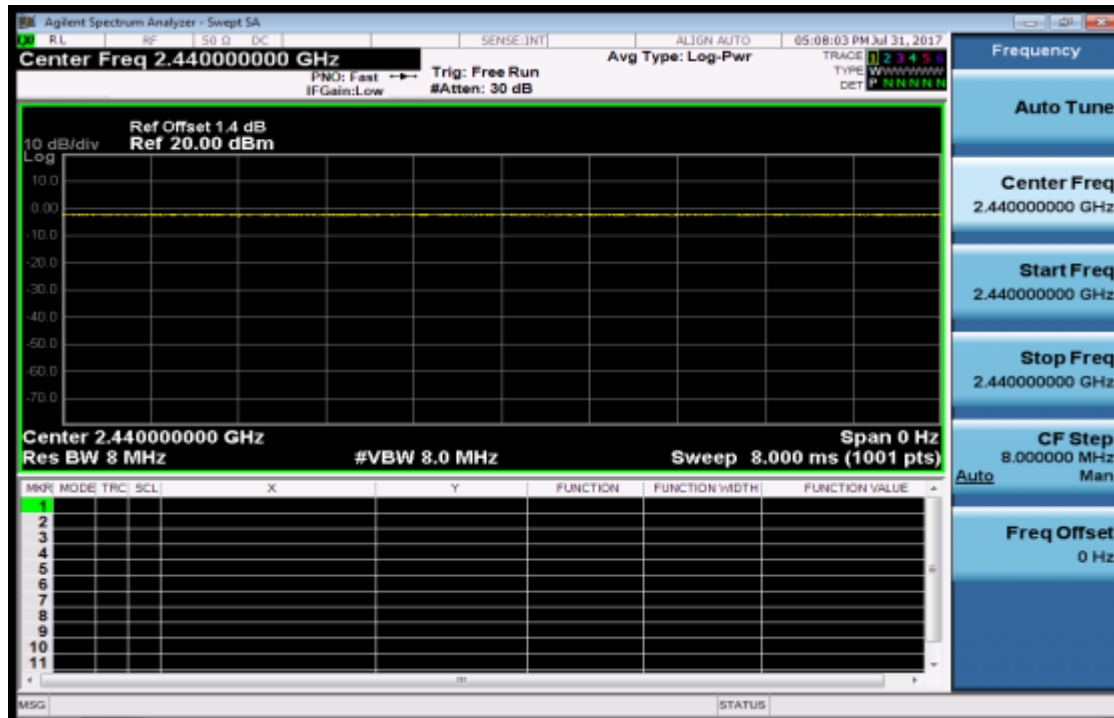 Agilent Spectrum Analyzer - Swept SA
RL RF 50 Ω DC SENSE:INT ALIGN AUTO 05:08:03 PM Jul 31, 2017
Center Freq 2.440000000 GHz
PNO: Fast
IFGain:Low
Trig: Free Run
#Atten: 30 dB
Avg Type: Log-Pwr
TRACE 1 2 3 4 5 6
TYPE WWWWWW
DET P N N N N N
Ref Offset 1.4 dB
10 dB/div Ref 20.00 dBm
Log
10.0
0.00
-10.0
-20.0
-30.0
-40.0
-50.0
-60.0
-70.0
Center 2.440000000 GHz Span 0 Hz
Res BW 8 MHz #VBW 8.0 MHz Sweep 8.000 ms (1001 pts)
MKR MODE TRC SCL X Y FUNCTION FUNCTION WIDTH FUNCTION VALUE
1
2
3
4
5
6
7
8
9
10
11
MSG STATUS
Frequency
Auto Tune
Center Freq
2.440000000 GHz
Start Freq
2.440000000 GHz
Stop Freq
2.440000000 GHz
CF Step
8.000000 MHz
Auto Man
Freq Offset
0 Hz